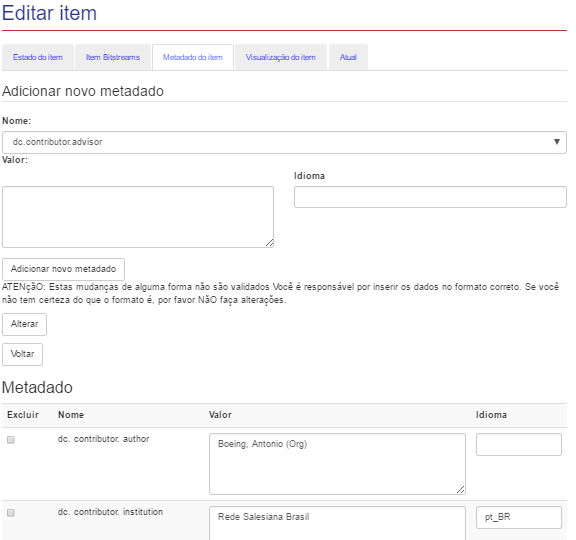 Editar item
Estado do item Item Bitstreams Metadado do item Visualização do item Atual
Adicionar novo metadado
Nome:
dc.contributor.advisor
Valor:
Idioma
Adicionar novo metadado
ATENçãO: Estas mudanças de alguma forma não são validados Você é responsável por inserir os dados no formato correto. Se você
não tem certeza do que o formato é, por favor NãO faça alterações.
Alterar
Voltar
Metadado
Excluir Nome Valor Idioma
dc. contributor. author Boeing, Antonio (Org)
dc. contributor. institution Rede Salesiana Brasil pt_BR